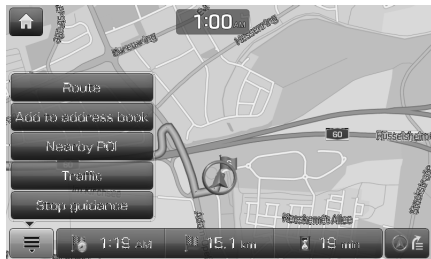 1:00 AM
Route
Add to address book
Nearby POI
60
Rüsselsheim
Traffic
Stop guidance
1:19 AM
15.1 km
19 min